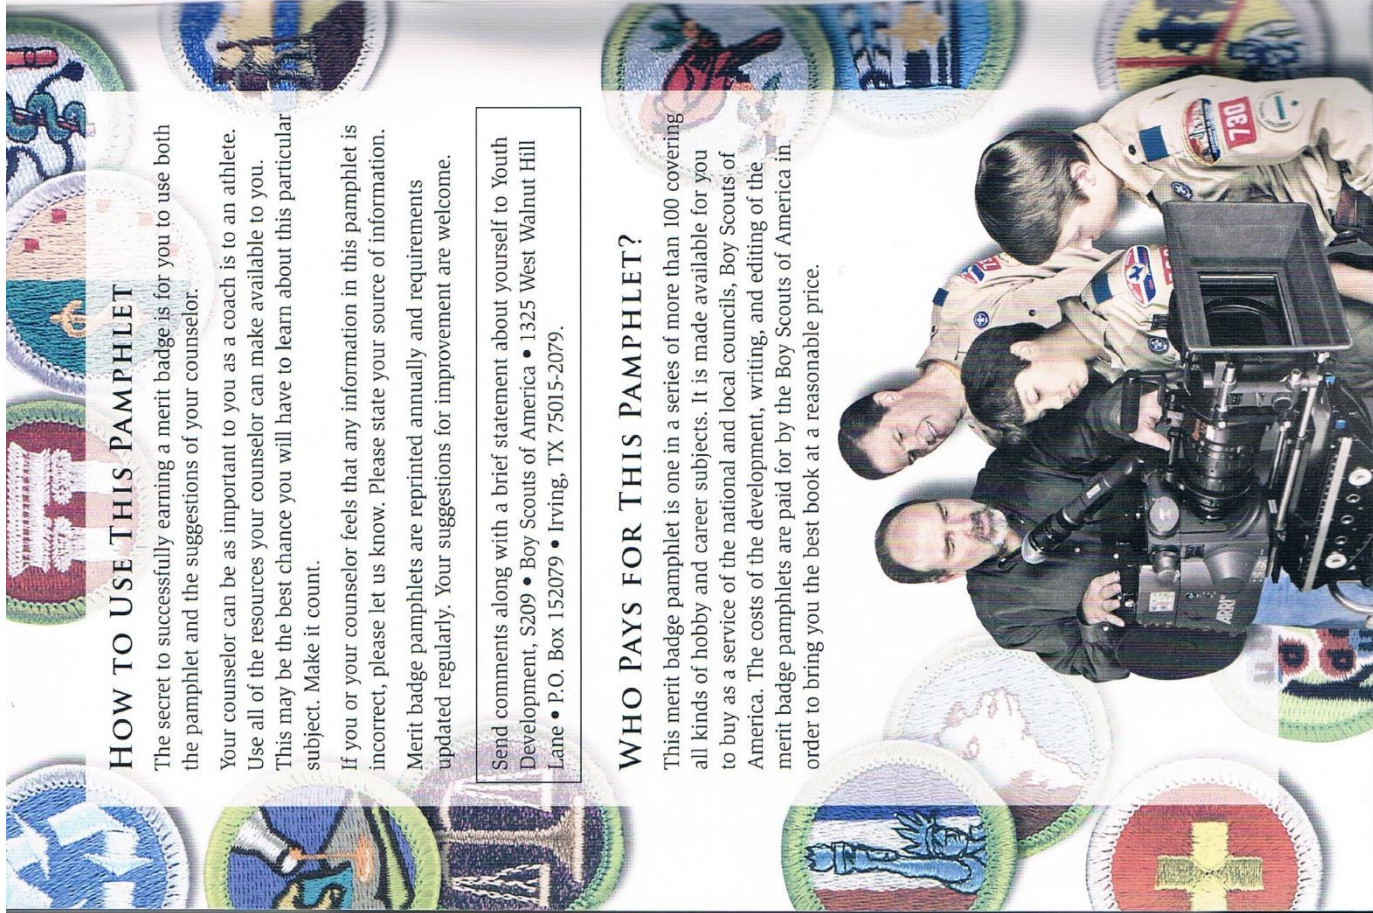 HOW TO USE THIS PAMPHLET
The secret to successfully earning a merit badge is for you to use both
the pamphlet and the suggestions of your counselor.
Your counselor can be as important to you as a coach is to an athlete.
Use all of the resources your counselor can make available to you.
This may be the best chance you will have to learn about this particular
subject. Make it count.
If you or your counselor feels that any information in this pamphlet is
incorrect, please let us know. Please state your source of information.
Merit badge pamphlets are reprinted annually and requirements
updated regularly. Your suggestions for improvement are welcome.
Send comments along with a brief statement about yourself to Youth
Development, S209 • Boy Scouts of America • 1325 West Walnut Hill
Lane • P.O. Box 152079 • Irving, TX 75015-2079.
WHO PAYS FOR THIS PAMPHLET?
This merit badge pamphlet is one in a series of more than 100 covering
all kinds of hobby and career subjects. It is made available for you
to buy as a service of the national and local councils, Boy Scouts of
America. The costs of the development, writing, and editing of the
merit badge pamphlets are paid for by the Boy Scouts of America in
order to bring you the best book at a reasonable price.
730
ARRI